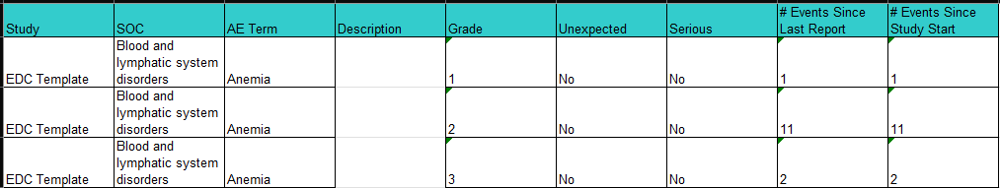 Study SOC AE Term Description Grade Unexpected Serious # Events Since Last Report # Events Since Study Start
EDC Template Blood and lymphatic system disorders Anemia 1 No No 1 1
EDC Template Blood and lymphatic system disorders Anemia 2 No No 11 11
EDC Template Blood and lymphatic system disorders Anemia 3 No No 2 2